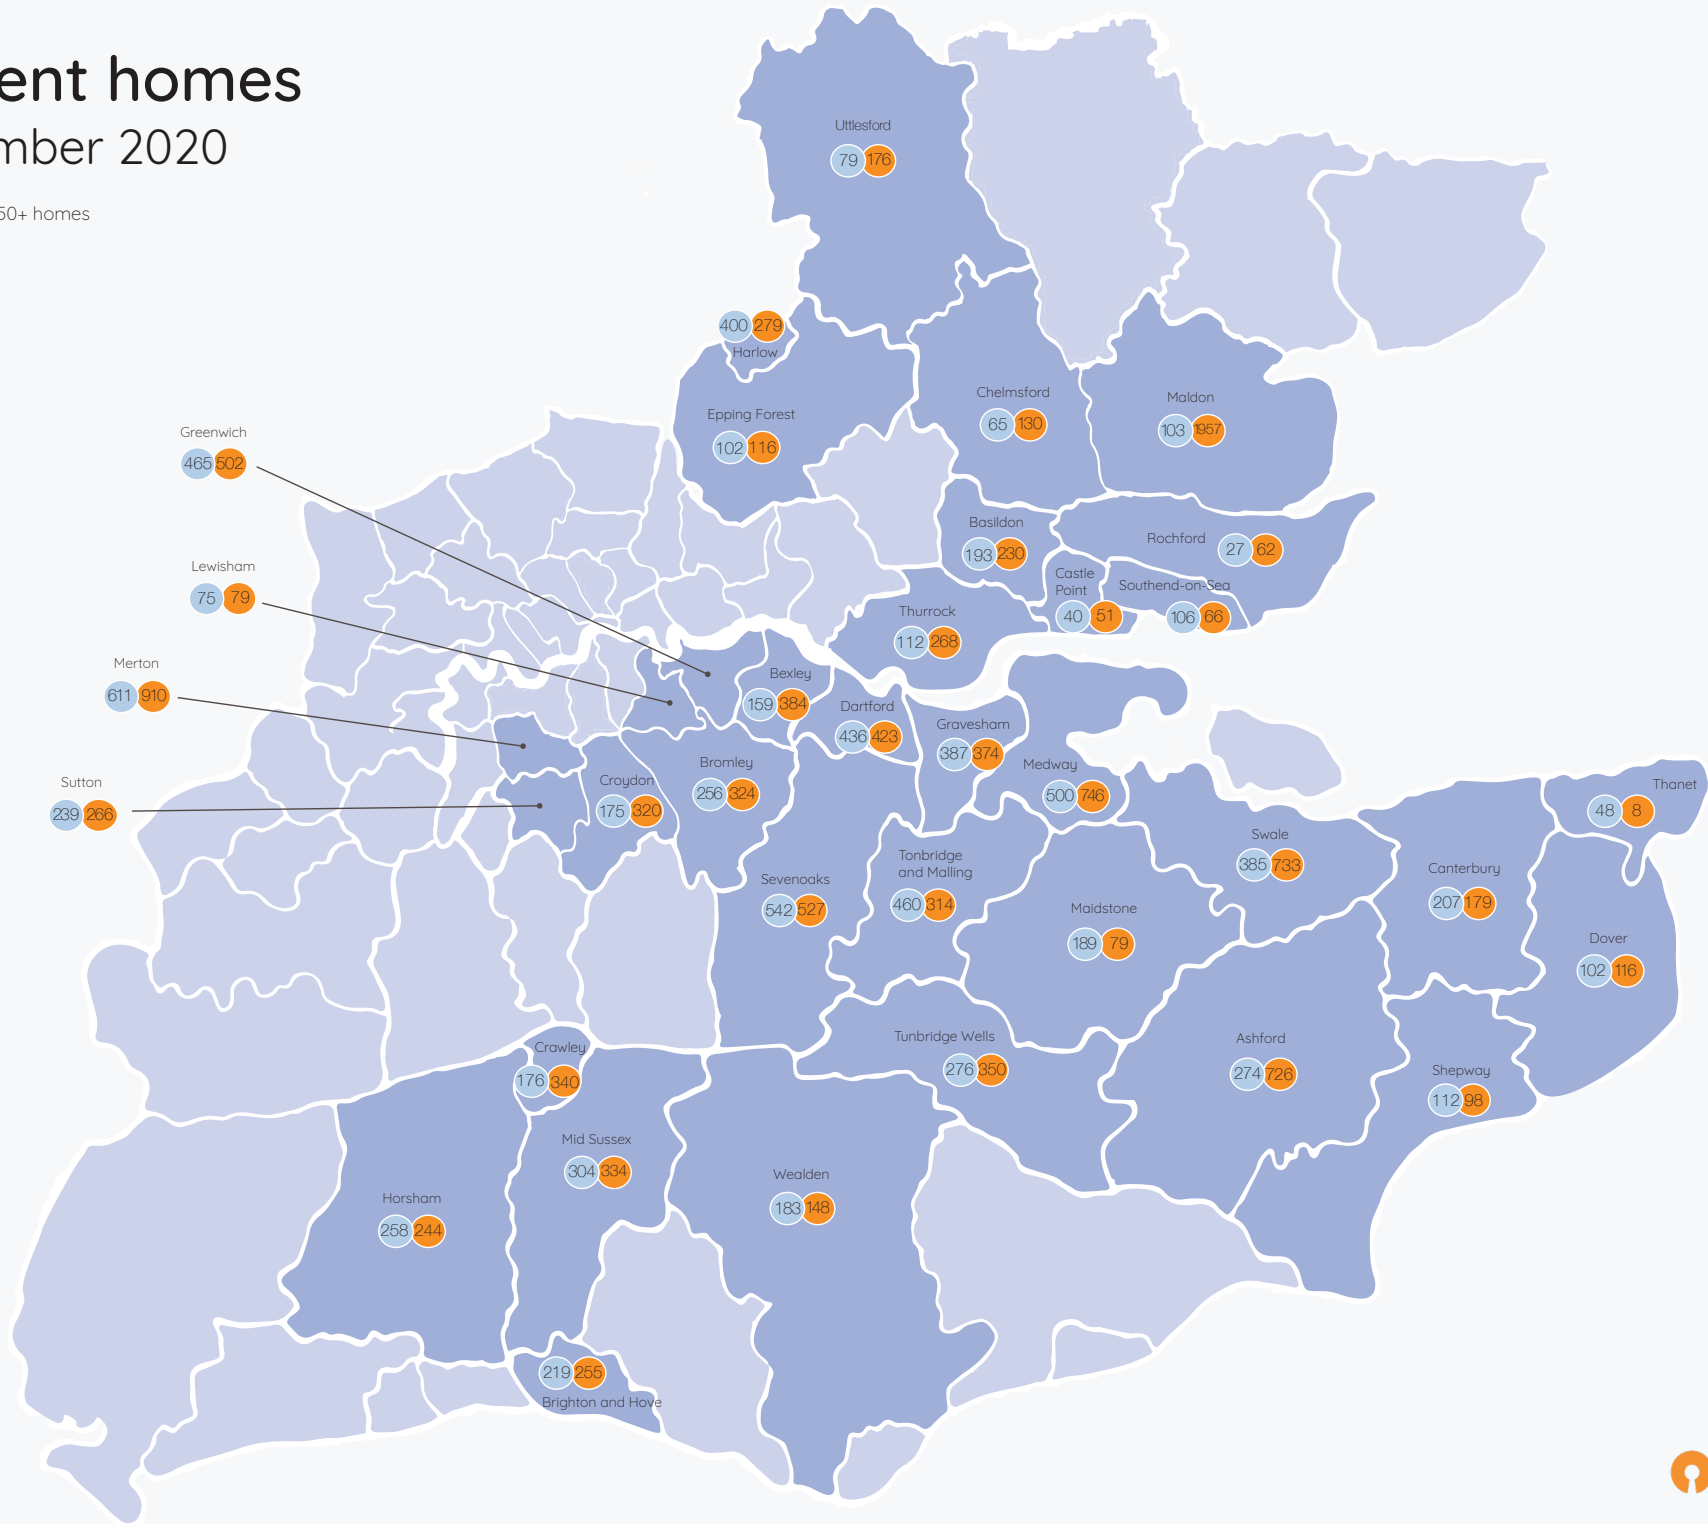 ent homes
mber 2020
50+ homes
Uttlesford
79 176
400 279
Harlow
Epping Forest
102 116
Chelmsford
65 130
Maldon
103 1957
Greenwich
465 502
Basildon
193 230
Rochford 27 62
Castle
Point
40 51
Southend-on-Sea
106 66
Lewisham
75 79
Thurrock
112 268
Merton
611 910
Bexley
159 384
Dartford
436 423
Gravesham
387 374
Medway
500 746
Sutton
239 266
Croydon
175 320
Bromley
256 324
Thanet
48 8
Swale
385 733
Canterbury
207 179
Sevenoaks
542 527
Tonbridge
and Malling
460 314
Maidstone
189 79
Dover
102 116
Crawley
176 340
Tunbridge Wells
276 350
Ashford
274 726
Shepway
112 98
Mid Sussex
304 334
Wealden
183 148
Horsham
258 244
219 255
Brighton and Hove